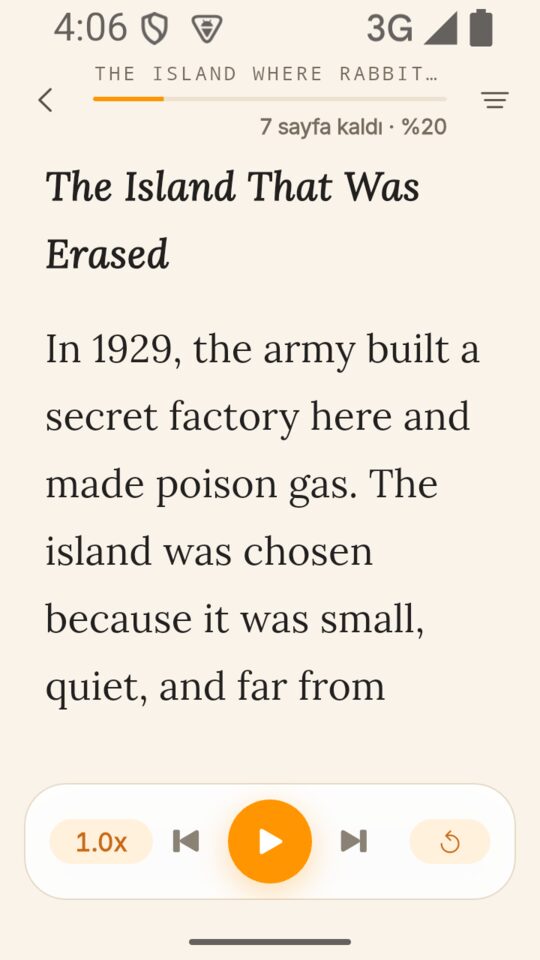 4:06
3G
THE ISLAND WHERE RABBIT…
7 sayfa kaldı · %20
The Island That Was
Erased
In 1929, the army built a
secret factory here and
made poison gas. The
island was chosen
because it was small,
quiet, and far from
1.0x